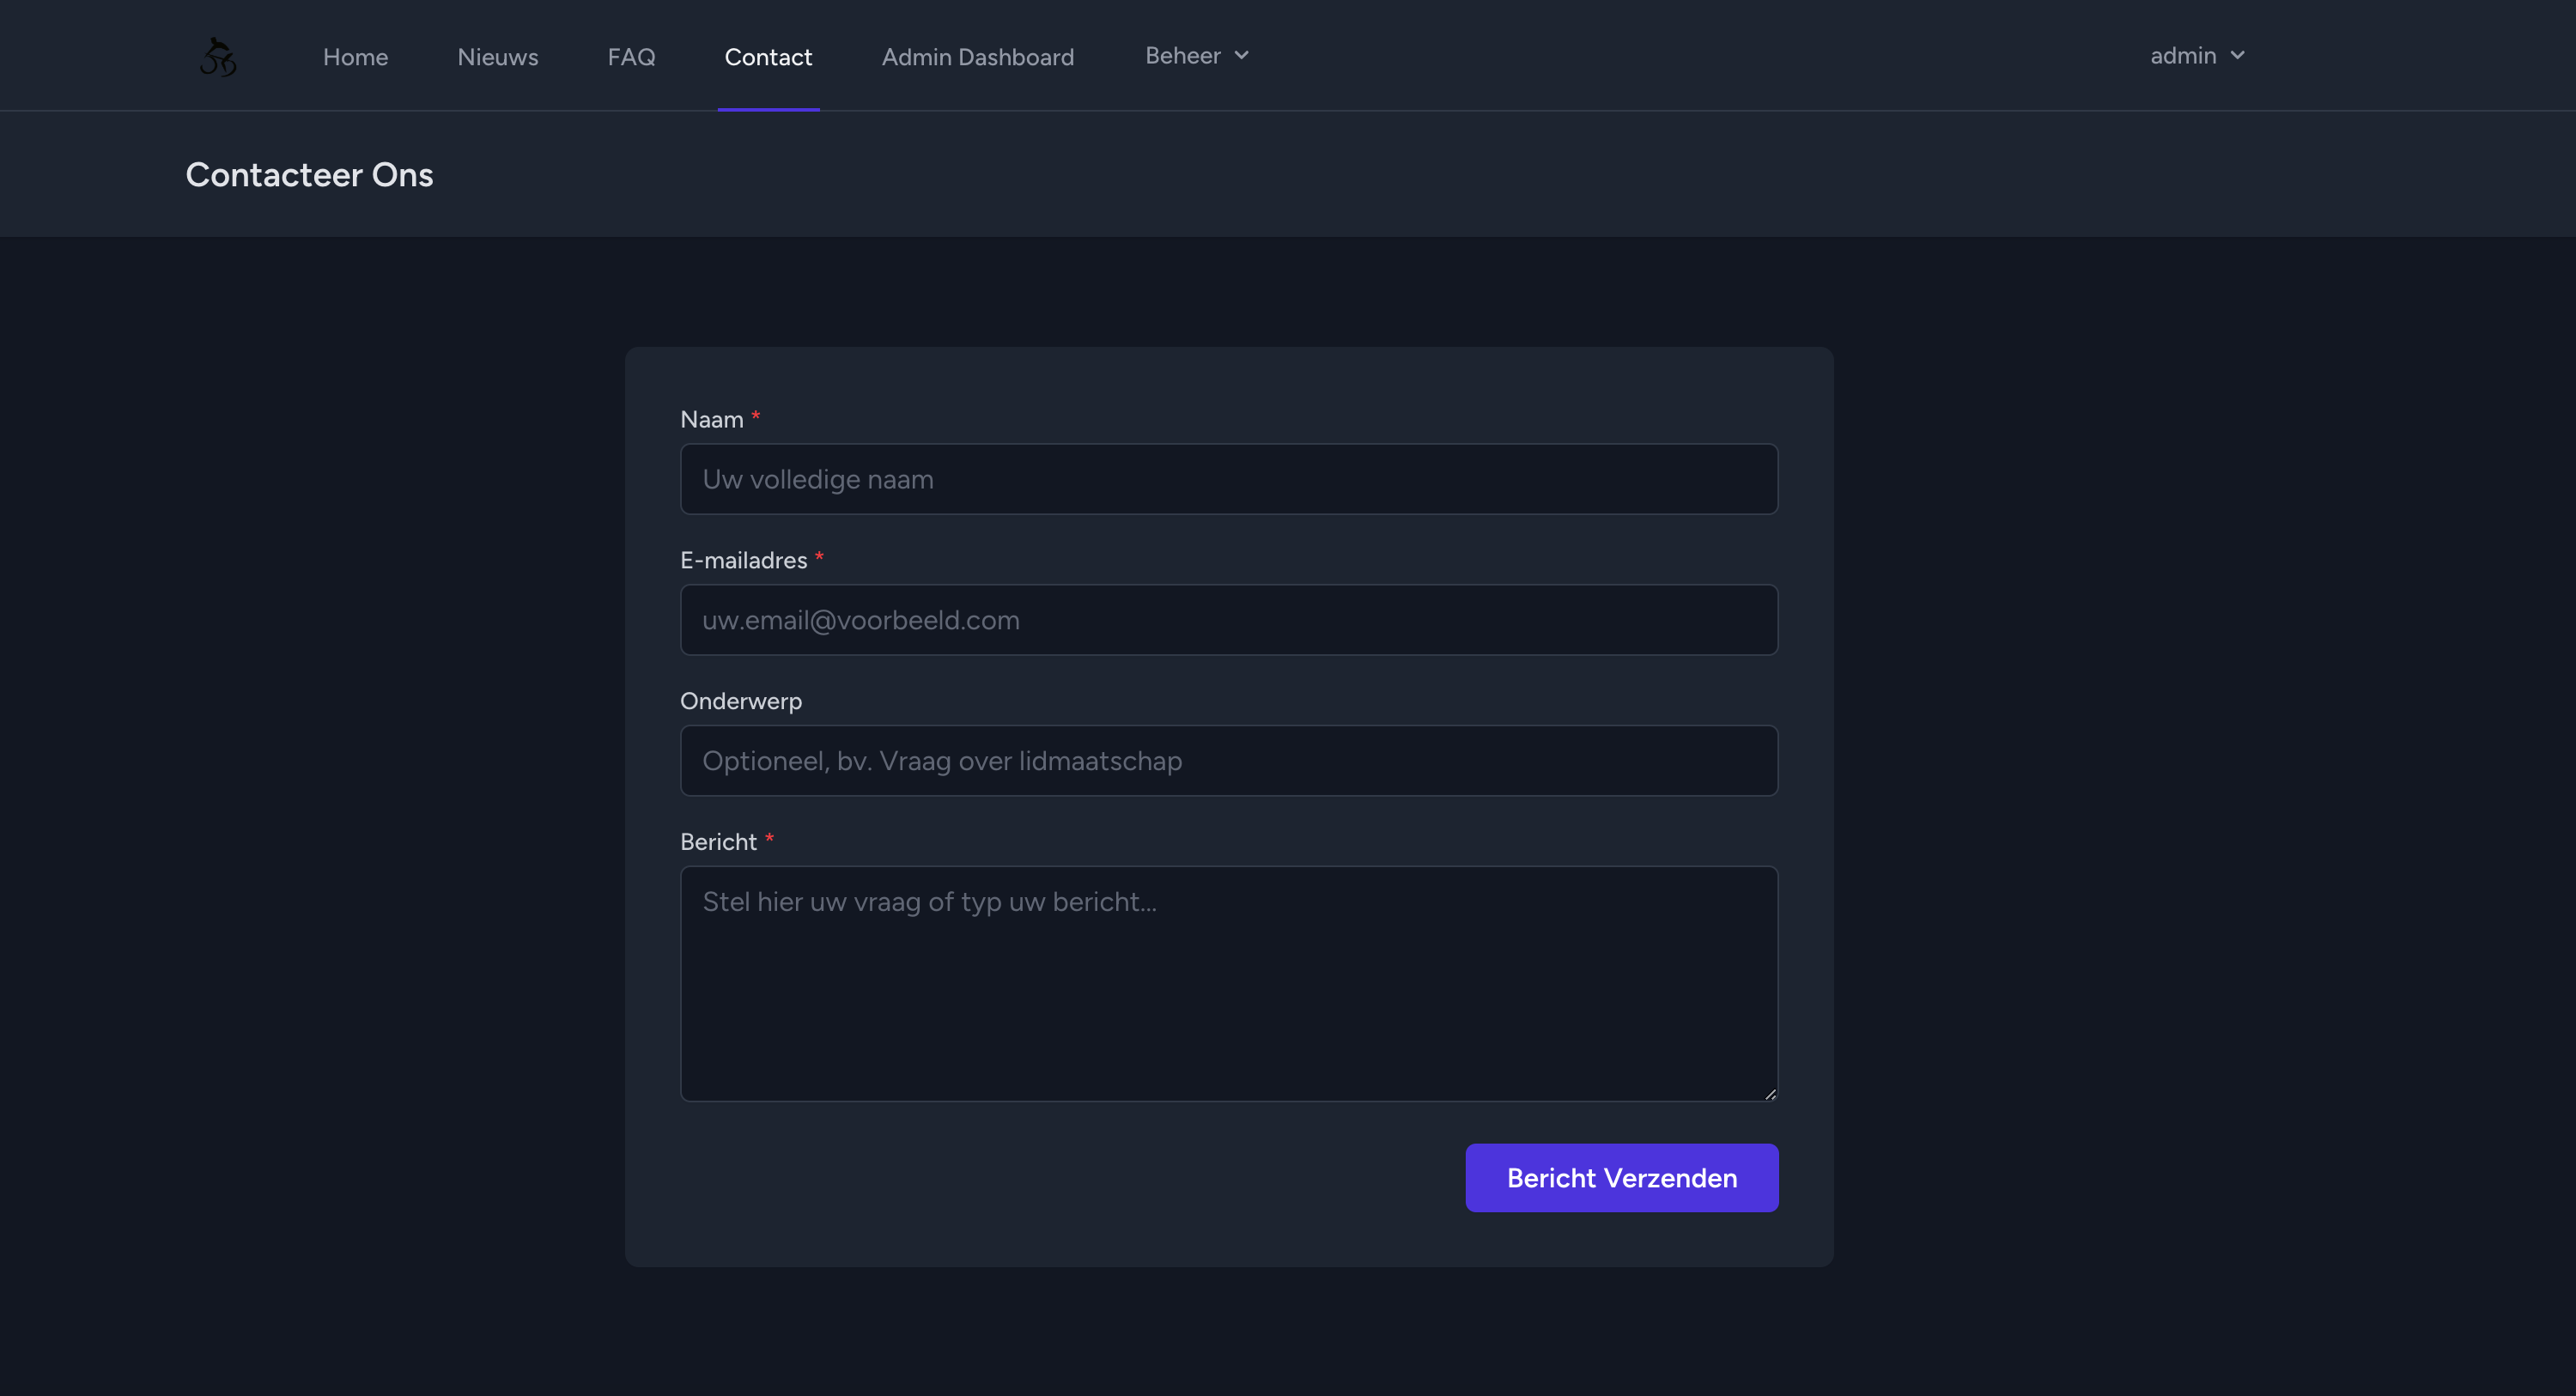 Home Nieuws FAQ Contact Admin Dashboard Beheer admin
Contacteer Ons
Naam *
Uw volledige naam
E-mailadres *
uw.email@voorbeeld.com
Onderwerp
Optioneel, bv. Vraag over lidmaatschap
Bericht *
Stel hier uw vraag of typ uw bericht...
Bericht Verzenden